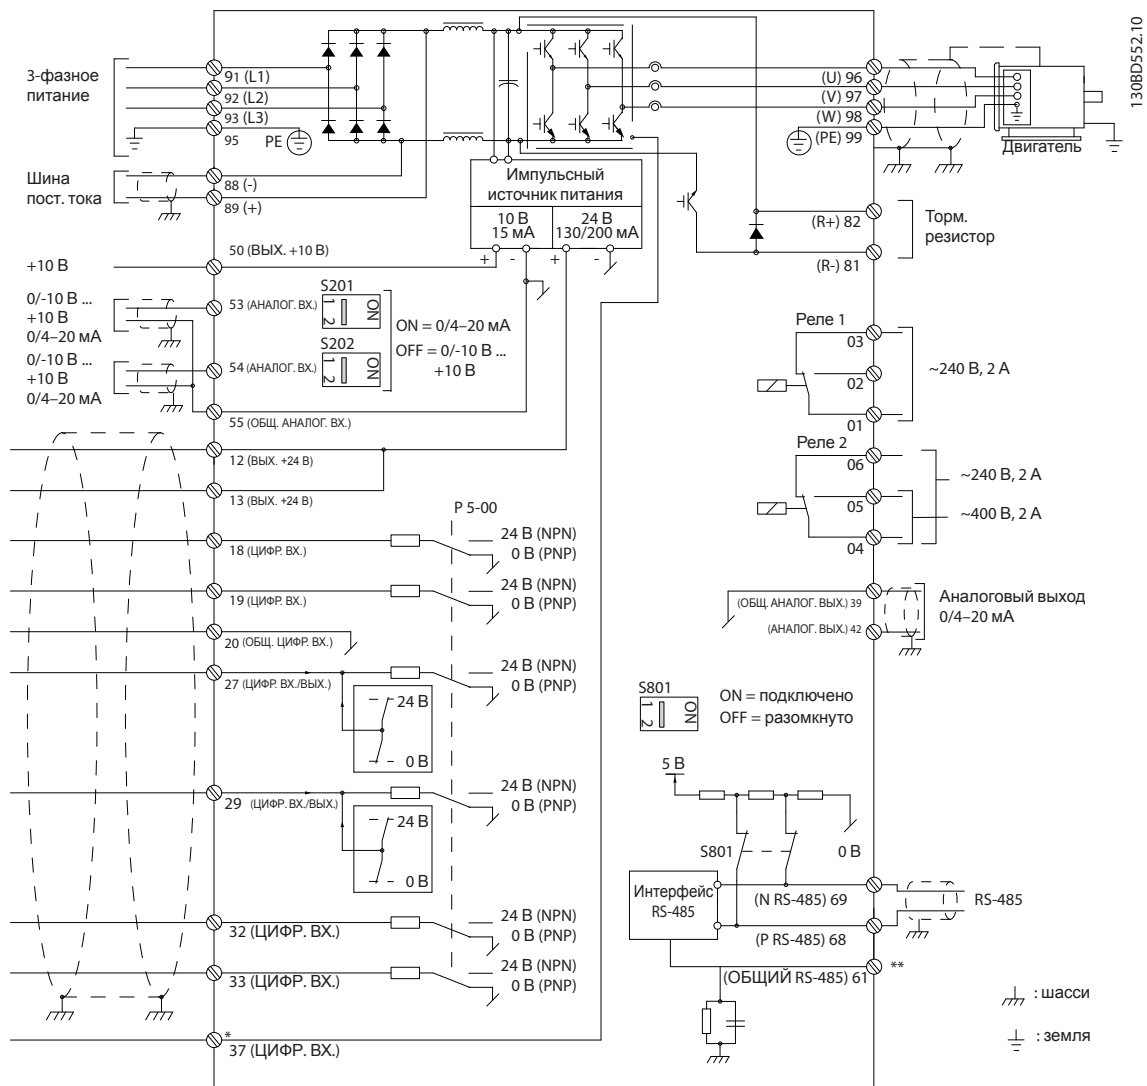 130BD552.10
3-фазное
питание
91 (L1)
92 (L2)
93 (L3)
95
PE
(U) 96
(V) 97
(W) 98
(PE) 99
Двигатель
Шина
пост. тока
88 (-)
89 (+)
Импульсный
источник питания
10 В
15 мА
24 В
130/200 мА
+ - + -
(R+) 82
(R-) 81
Торм.
резистор
+10 В
50 (ВЫХ. +10 В)
0/-10 В ...
+10 В
0/4–20 мА
53 (АНАЛОГ. ВХ.)
S201
1 2 ON
0/-10 В ...
+10 В
0/4–20 мА
54 (АНАЛОГ. ВХ.)
S202
1 2 ON
ON = 0/4–20 мА
OFF = 0/-10 В ...
+10 В
55 (ОБЩ. АНАЛОГ. ВХ.)
12 (ВЫХ. +24 В)
13 (ВЫХ. +24 В)
P 5-00
18 (ЦИФР. ВХ.)
24 В (NPN)
0 В (PNP)
19 (ЦИФР. ВХ.)
24 В (NPN)
0 В (PNP)
20 (ОБЩ. ЦИФР. ВХ.)
27 (ЦИФР. ВХ./ВЫХ.)
24 В (NPN)
0 В (PNP)
24 В
0 В
29 (ЦИФР. ВХ./ВЫХ.)
24 В (NPN)
0 В (PNP)
24 В
0 В
32 (ЦИФР. ВХ.)
24 В (NPN)
0 В (PNP)
33 (ЦИФР. ВХ.)
24 В (NPN)
0 В (PNP)
*
37 (ЦИФР. ВХ.)
Реле 1
03
02
01
~240 В, 2 А
Реле 2
06
05
04
~240 В, 2 А
~400 В, 2 А
(ОБЩ. АНАЛОГ. ВЫХ.) 39
(АНАЛОГ. ВЫХ.) 42
Аналоговый выход
0/4–20 мА
S801
1 2 ON
ON = подключено
OFF = разомкнуто
5 В
S801
0 В
Интерфейс
RS-485
(N RS-485) 69
(P RS-485) 68
RS-485
(ОБЩИЙ RS-485) 61
**
: шасси
: земля